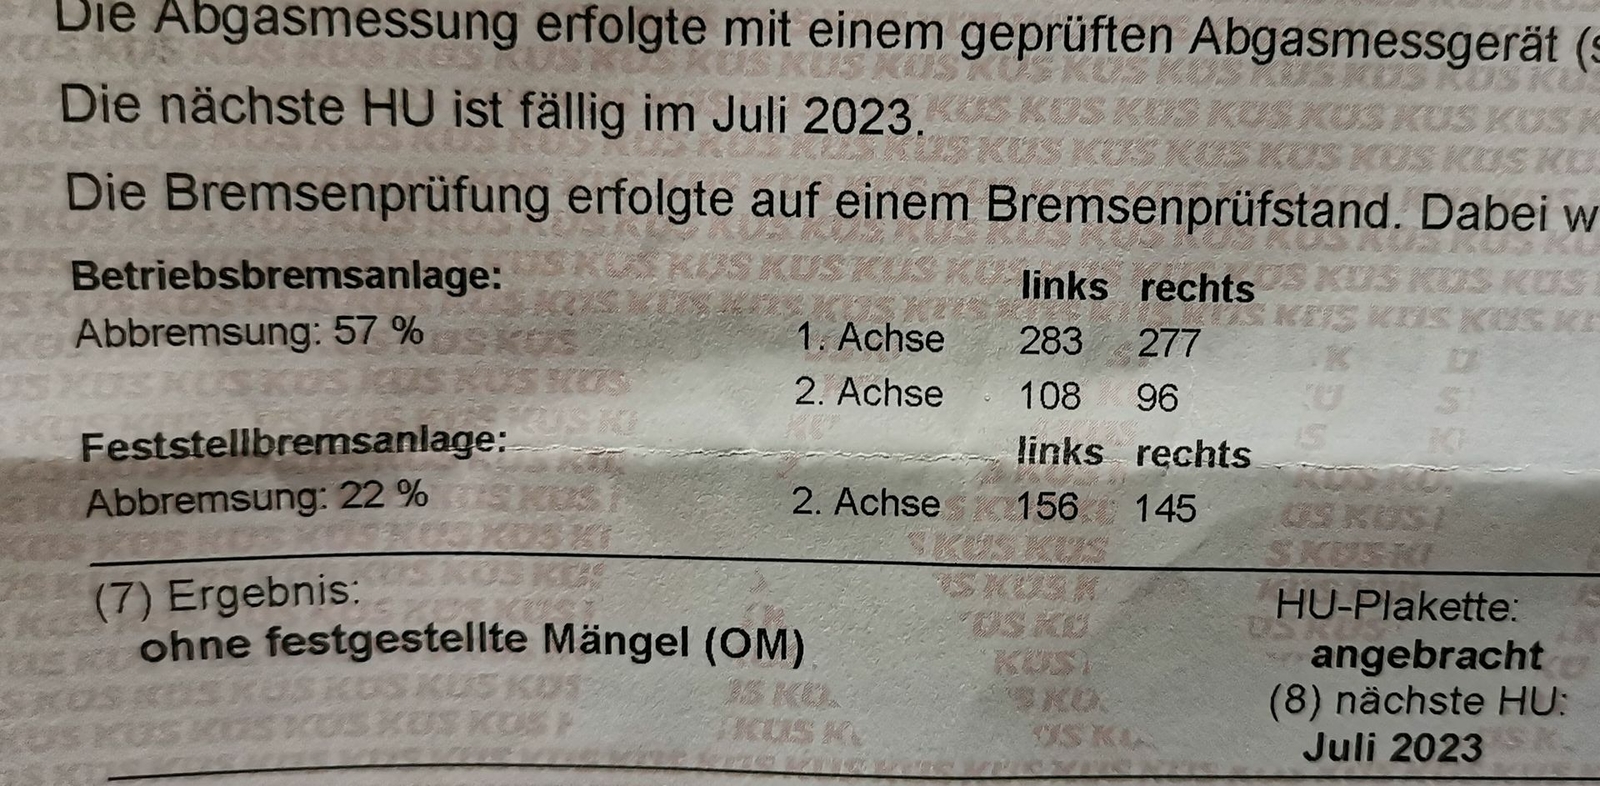 Die Abgasmessung erfolgte mit einem geprüften Abgasmessgerät (s
Die nächste HU ist fällig im Juli 2023.
Die Bremsenprüfung erfolgte auf einem Bremsenprüfstand. Dabei w
Betriebsbremsanlage: links rechts
Abbremsung: 57 % 1. Achse 283 277
2. Achse 108 96
Feststellbremsanlage: links rechts
Abbremsung: 22 % 2. Achse 156 145
(7) Ergebnis: HU-Plakette:
ohne festgestellte Mängel (OM) angebracht
(8) nächste HU:
Juli 2023